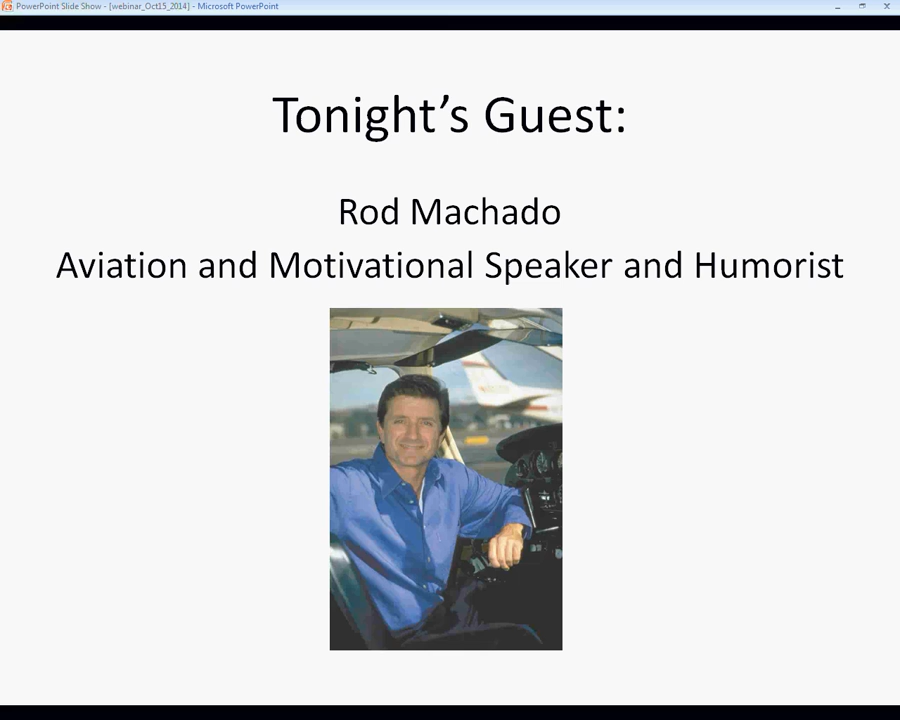 PowerPoint Slide Show - [webinar_Oct15_2014] - Microsoft PowerPoint
Tonight’s Guest:
Rod Machado
Aviation and Motivational Speaker and Humorist